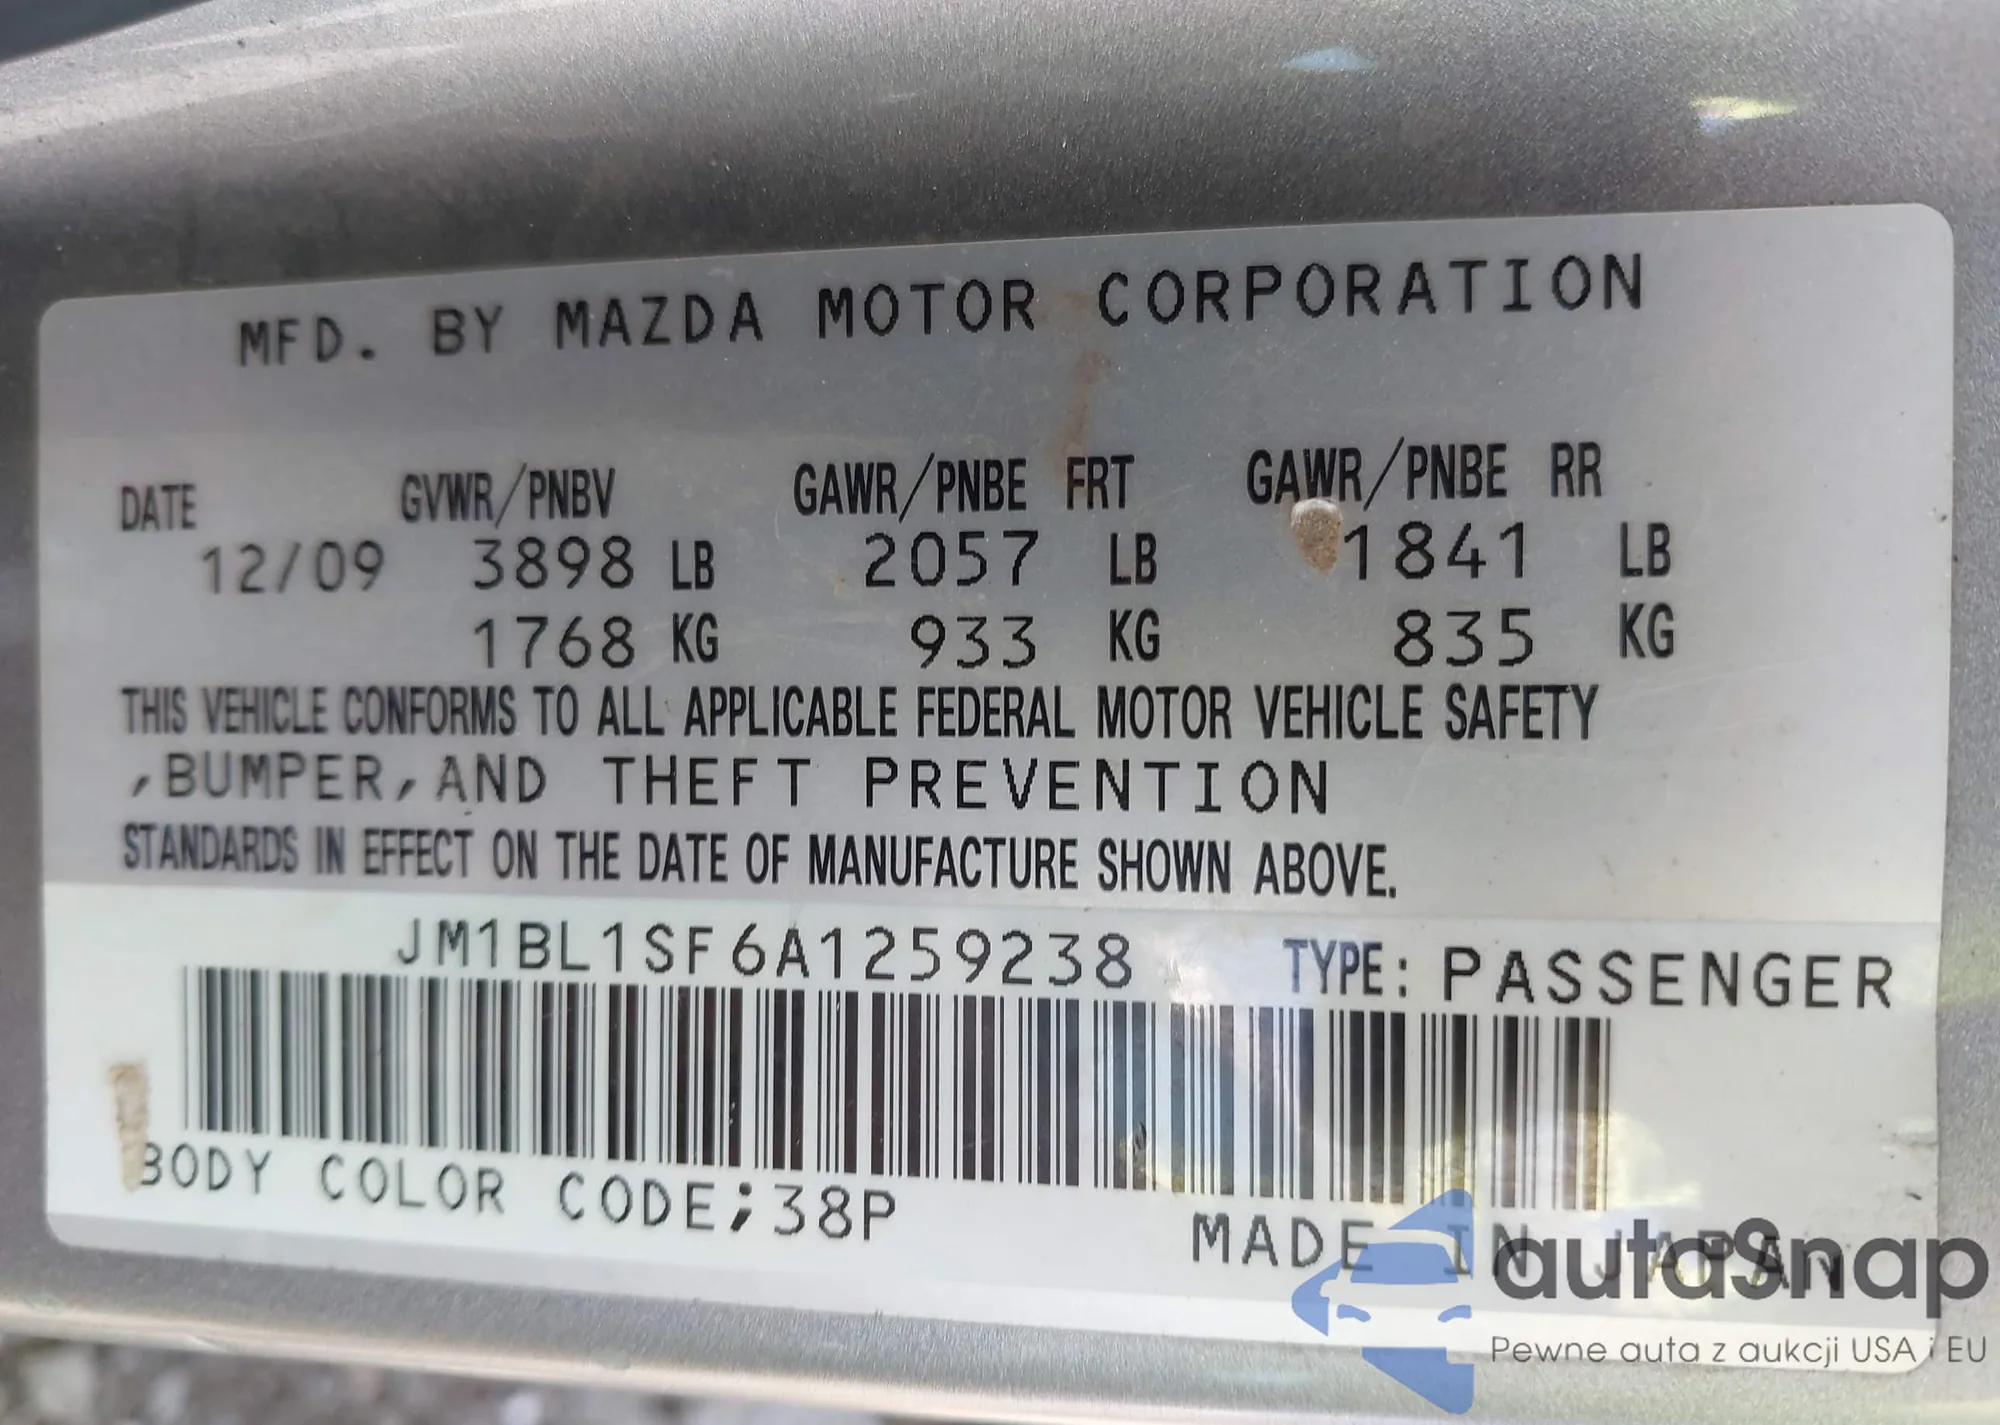 MFD. BY MAZDA MOTOR CORPORATION
DATE GVWR/PNBV GAWR/PNBE FRT GAWR/PNBE RR
12/09 3898 LB 2057 LB 1841 LB
1768 KG 933 KG 835 KG
THIS VEHICLE CONFORMS TO ALL APPLICABLE FEDERAL MOTOR VEHICLE SAFETY
,BUMPER,AND THEFT PREVENTION
STANDARDS IN EFFECT ON THE DATE OF MANUFACTURE SHOWN ABOVE.
JM1BL1SF6A1259238 TYPE: PASSENGER
BODY COLOR CODE;38P
MADE IN JAPAN
autaSnap
Pewne auta z aukcji USA i EU